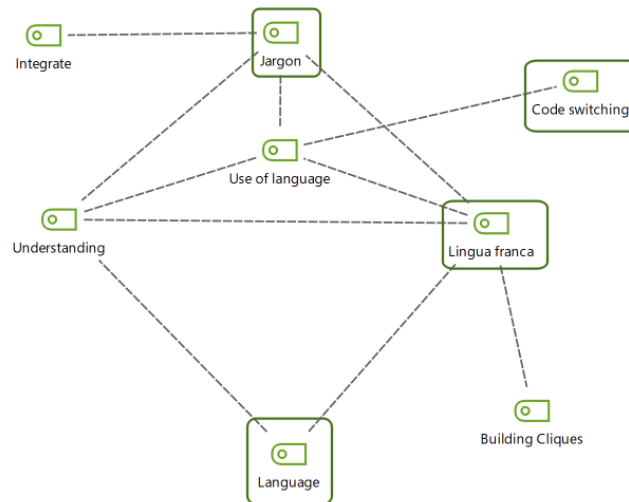 Integrate
Jargon
Code switching
Use of language
Understanding
Lingua franca
Building Cliques
Language